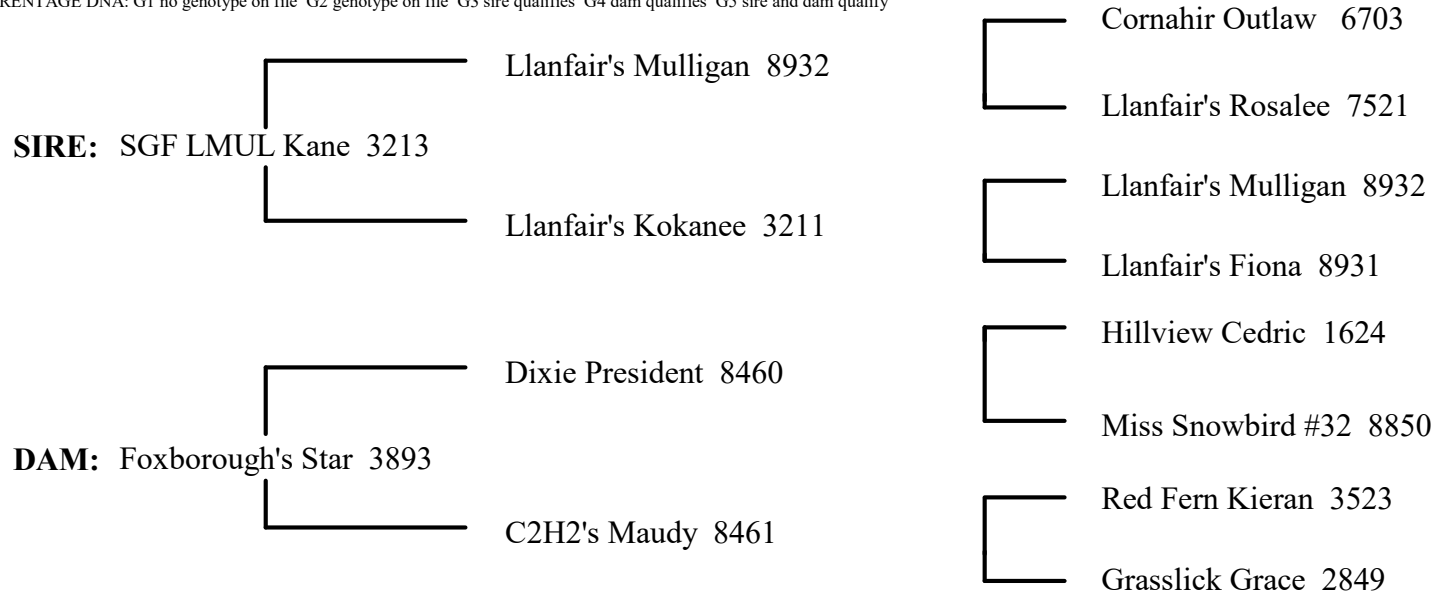 RENTAGE DNA: G1 no genotype on file G2 genotype on file G3 sire qualifies G4 dam qualifies G5 sire and dam qualify
Cornahir Outlaw 6703
Llanfair's Mulligan 8932
Llanfair's Rosalee 7521
SIRE: SGF LMUL Kane 3213
Llanfair's Mulligan 8932
Llanfair's Kokanee 3211
Llanfair's Fiona 8931
Hillview Cedric 1624
Dixie President 8460
Miss Snowbird #32 8850
DAM: Foxborough's Star 3893
Red Fern Kieran 3523
C2H2's Maudy 8461
Grasslick Grace 2849